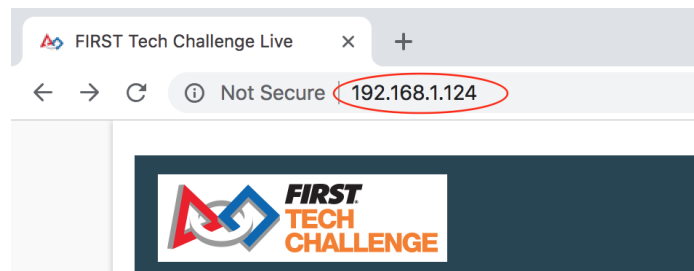 FIRST Tech Challenge Live
Not Secure 192.168.1.124
FIRST
TECH
CHALLENGE